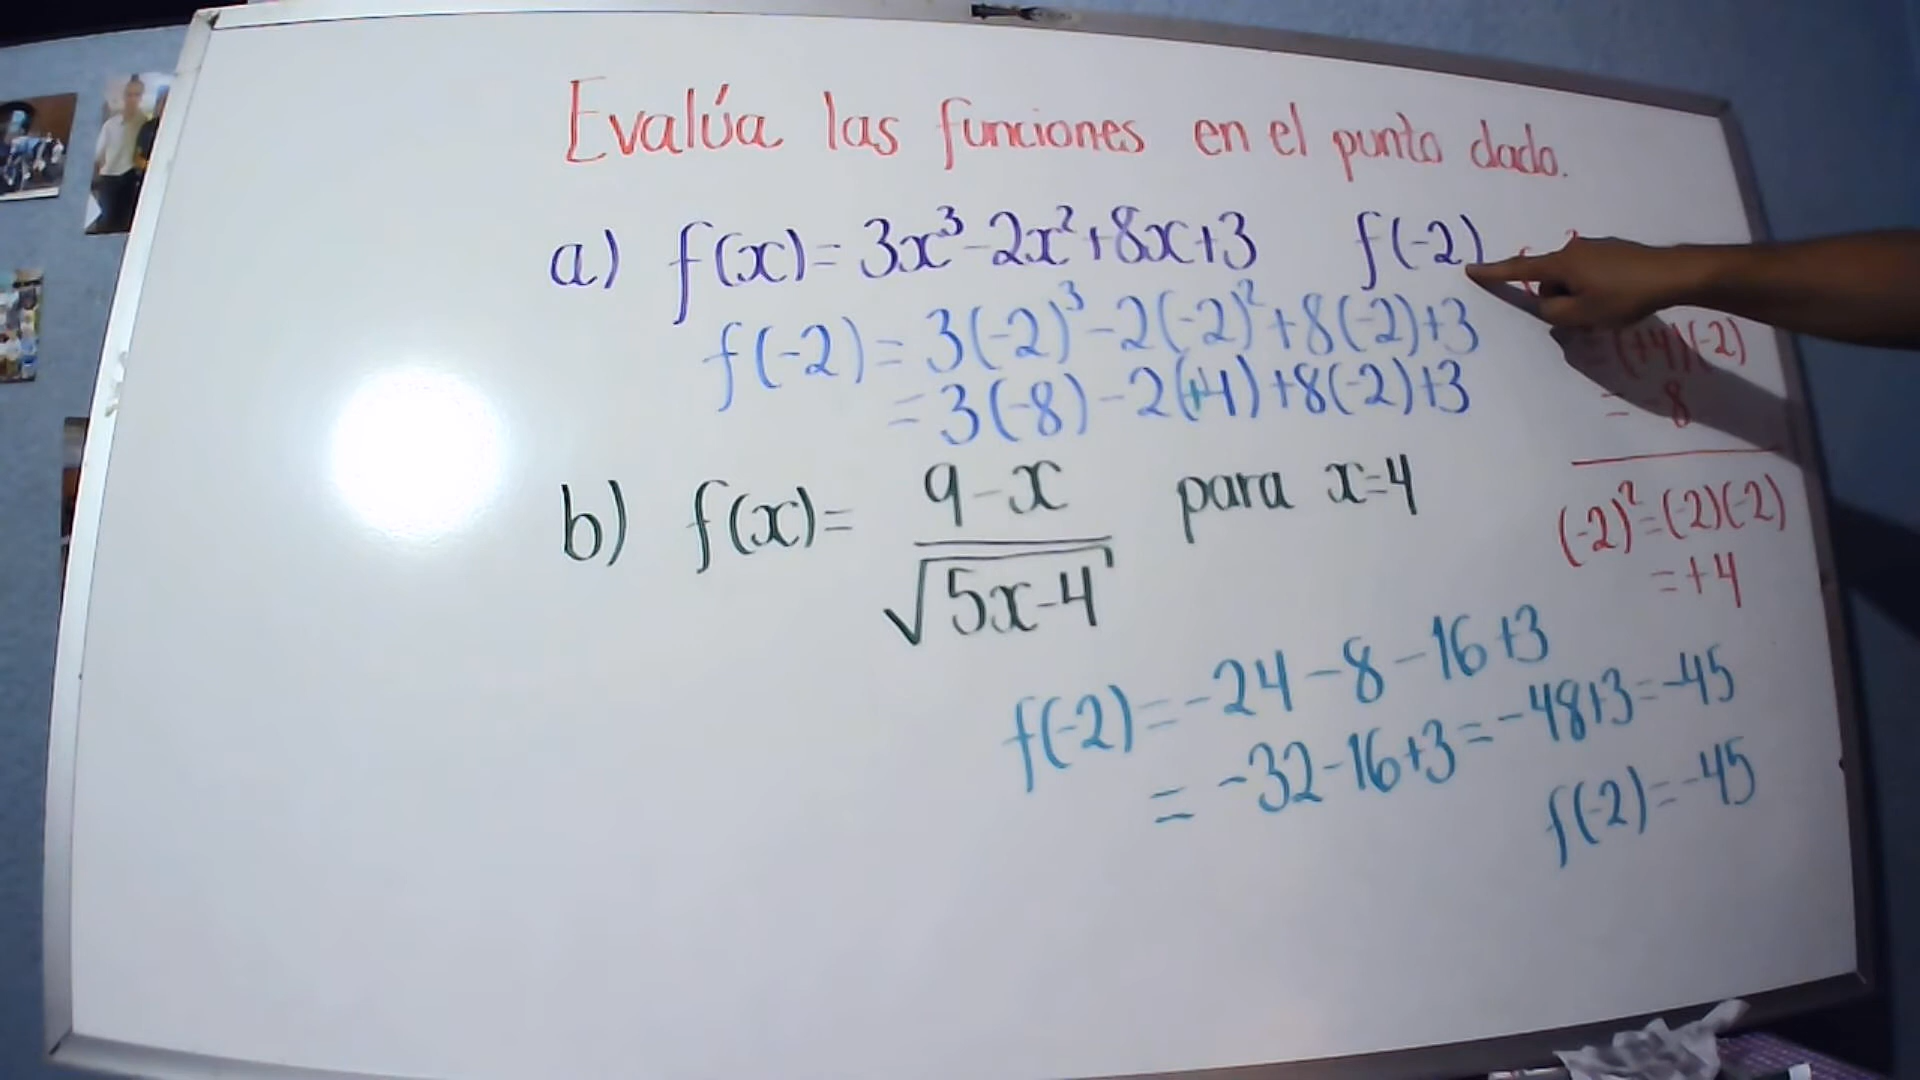 Evalúa las funciones en el punto dado.
a) f(x)= 3x³-2x²+8x+3 f(-2)
f(-2)= 3(-2)³-2(-2)²+8(-2)+3
= 3(-8)-2(+4)+8(-2)+3
= (+4)(-2)
= -8
b) f(x)= 9-x / √5x-4 para x=4
(-2)²=(-2)(-2)
=+4
f(-2)=-24-8-16+3
= -32-16+3=-48+3=-45
f(-2)=-45